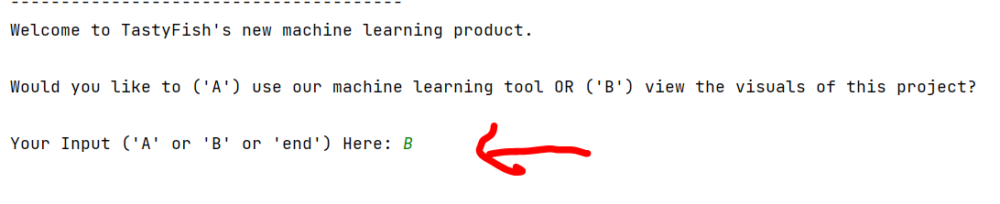 ----------------------------------------
Welcome to TastyFish's new machine learning product.
Would you like to ('A') use our machine learning tool OR ('B') view the visuals of this project?
Your Input ('A' or 'B' or 'end') Here: B